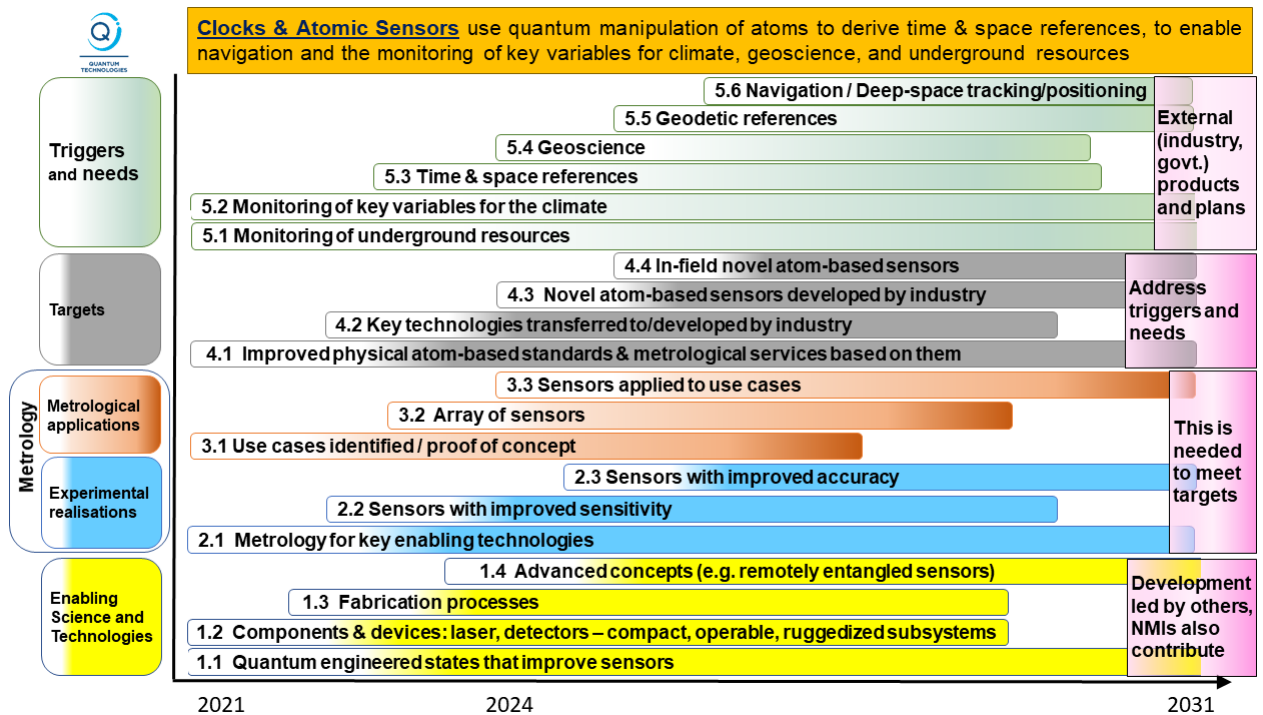 Q
QUANTUM
TECHNOLOGIES
Clocks & Atomic Sensors use quantum manipulation of atoms to derive time & space references, to enable
navigation and the monitoring of key variables for climate, geoscience, and underground resources
Triggers
and needs
5.6 Navigation / Deep-space tracking/positioning
5.5 Geodetic references
5.4 Geoscience
5.3 Time & space references
5.2 Monitoring of key variables for the climate
5.1 Monitoring of underground resources
External
(industry,
govt.)
products
and plans
Targets
4.4 In-field novel atom-based sensors
4.3 Novel atom-based sensors developed by industry
4.2 Key technologies transferred to/developed by industry
4.1 Improved physical atom-based standards & metrological services based on them
Address
triggers and
needs
Metrology
Metrological
applications
3.3 Sensors applied to use cases
3.2 Array of sensors
3.1 Use cases identified / proof of concept
Experimental
realisations
2.3 Sensors with improved accuracy
2.2 Sensors with improved sensitivity
2.1 Metrology for key enabling technologies
This is
needed
to meet
targets
Enabling
Science and
Technologies
1.4 Advanced concepts (e.g. remotely entangled sensors)
1.3 Fabrication processes
1.2 Components & devices: laser, detectors – compact, operable, ruggedized subsystems
1.1 Quantum engineered states that improve sensors
Development
led by others,
NMIs also
contribute
2021
2024
2031